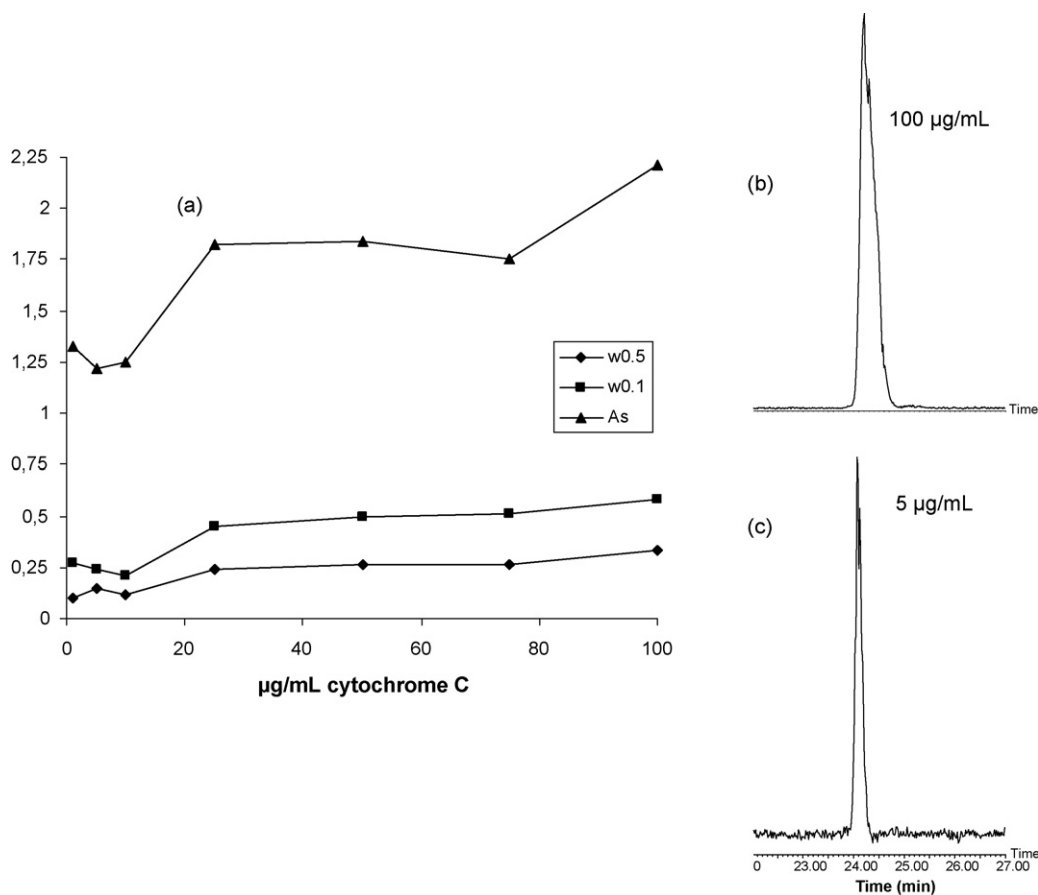 2,25
2
1,75
1,5
1,25
1
0,75
0,5
0,25
0
(a)
w0.5
w0.1
As
0 20 40 60 80 100
µg/mL cytochrome C
100 µg/mL
(b)
Time
5 µg/mL
(c)
Time
0 23.00 24.00 25.00 26.00 27.00
Time (min)